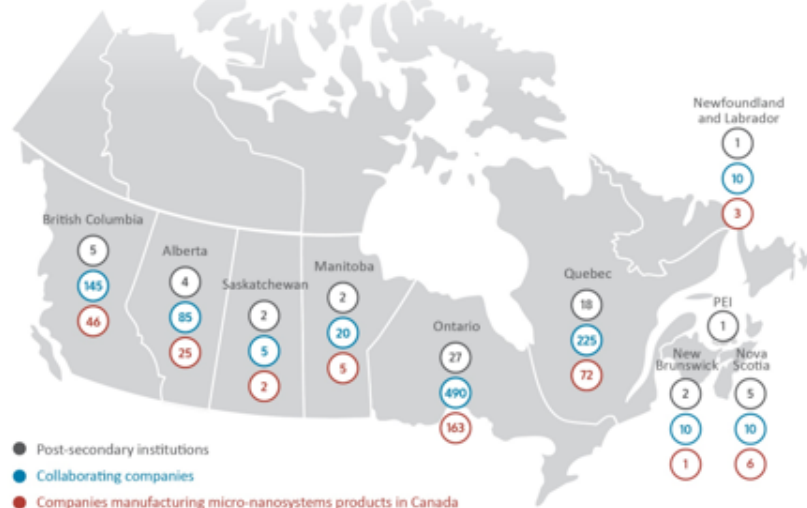 Newfoundland
and Labrador
1
10
3
British Columbia
5
145
46
Alberta
4
85
25
Saskatchewan
2
5
2
Manitoba
2
20
5
Ontario
27
490
163
Quebec
18
225
72
PEI
1
New
Brunswick
2
10
1
Nova
Scotia
5
10
6
Post-secondary institutions
Collaborating companies
Companies manufacturing micro-nanosystems products in Canada